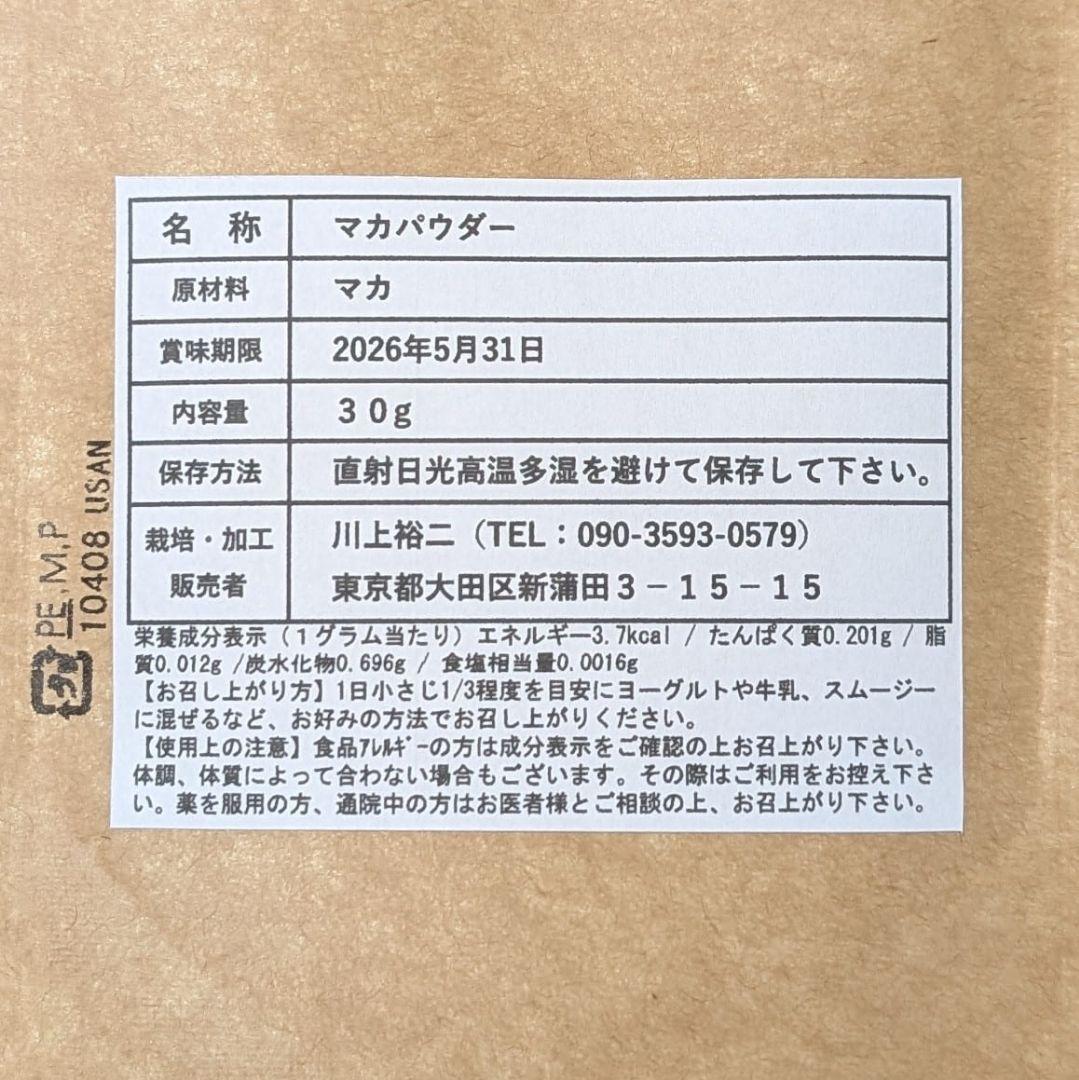 名　称　マカパウダー
原材料　マカ
賞味期限　2026年5月31日
内容量　３０g
保存方法　直射日光高温多湿を避けて保存して下さい。
栽培・加工　川上裕二（TEL：090-3593-0579）
販売者　東京都大田区新蒲田３－１５－１５
栄養成分表示（１グラム当たり）エネルギー3.7kcal / たんぱく質0.201g / 脂
質0.012g /炭水化物0.696g / 食塩相当量0.0016g
【お召し上がり方】1日小さじ1/3程度を目安にヨーグルトや牛乳、スムージー
に混ぜるなど、お好みの方法でお召し上がりください。
【使用上の注意】食品ｱﾚﾙｷﾞｰの方は成分表示をご確認の上お召上がり下さい。
体調、体質によって合わない場合もございます。その際はご利用をお控え下さ
い。薬を服用の方、通院中の方はお医者様とご相談の上、お召上がり下さい。
PE,M,P
10408 USAN